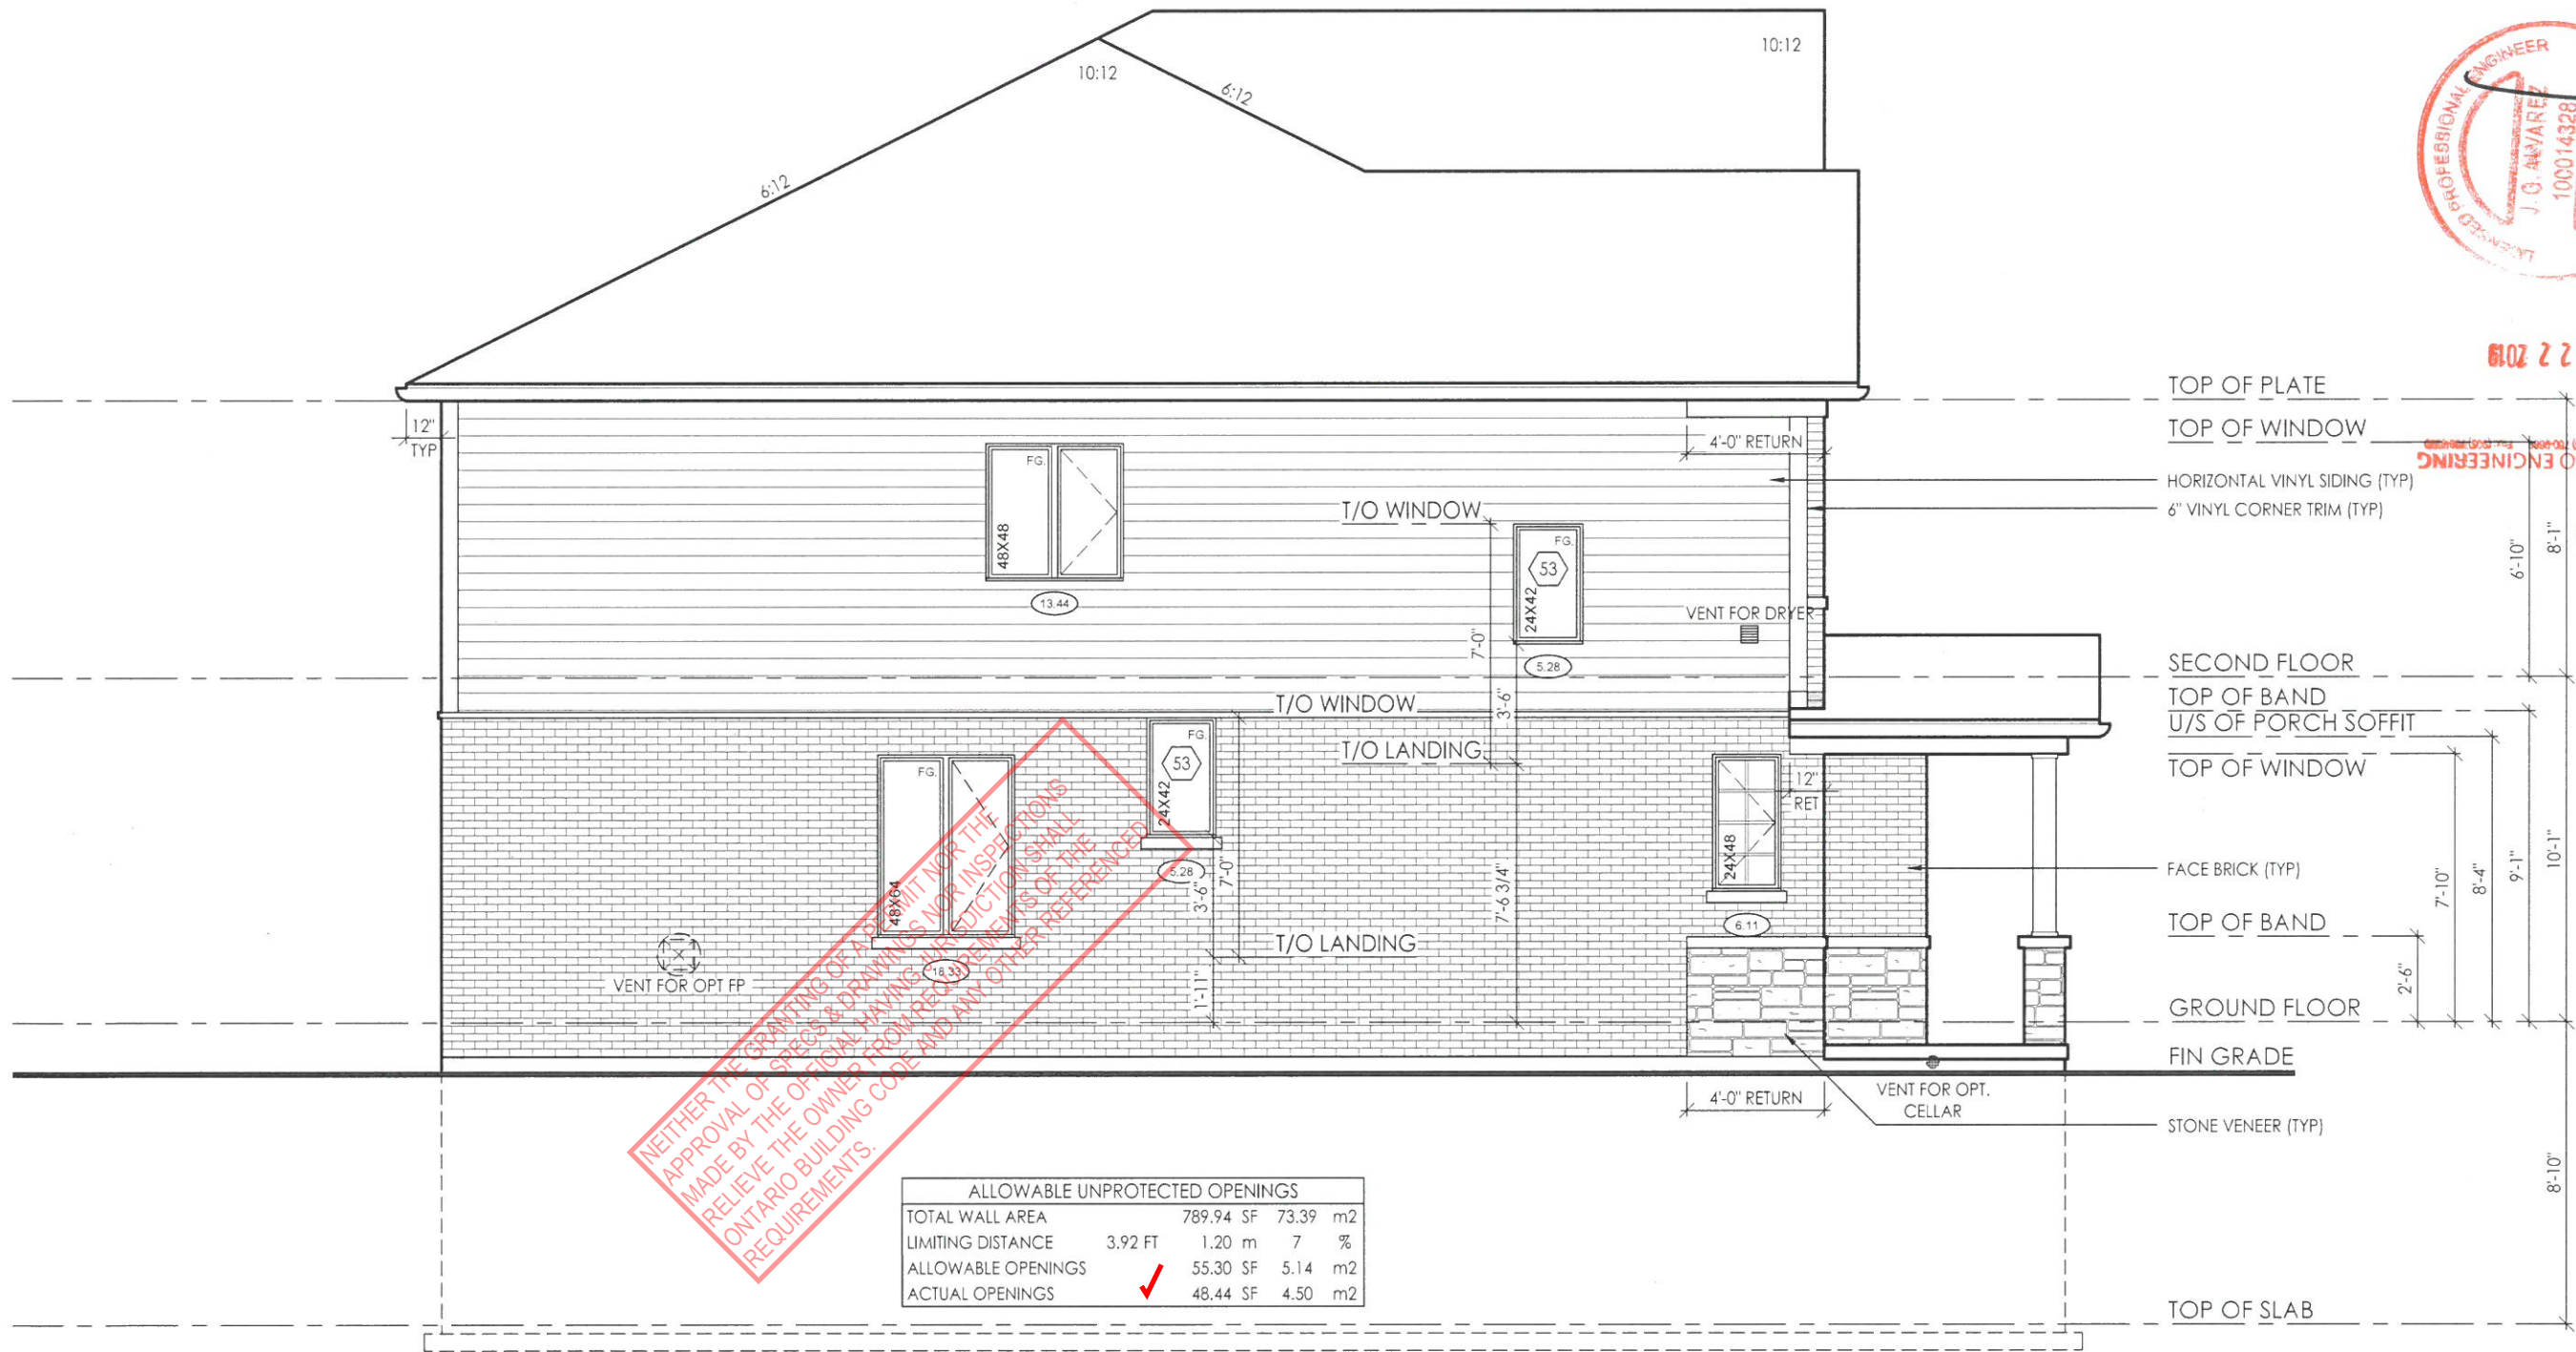 10:12
10:12
6:12
6:12
LICENSED PROFESSIONAL ENGINEER
J. G. ALVAREZ
100014328
2 2 2019
O ENGINEERING
TOP OF PLATE
TOP OF WINDOW
HORIZONTAL VINYL SIDING (TYP)
6" VINYL CORNER TRIM (TYP)
12"
TYP
4'-0" RETURN
FG.
48X48
13.44
T/O WINDOW
FG.
53
24X42
5.28
VENT FOR DRYER
7'-0"
3'-6"
6'-10"
8'-1"
SECOND FLOOR
TOP OF BAND
U/S OF PORCH SOFFIT
TOP OF WINDOW
T/O WINDOW
T/O LANDING
FG.
48X64
18.33
FG.
53
24X42
5.28
3'-6"
7'-0"
1'-11"
7'-6 3/4"
T/O LANDING
12"
RET
24X48
6.11
VENT FOR OPT FP
FACE BRICK (TYP)
TOP OF BAND
GROUND FLOOR
FIN GRADE
2'-6"
7'-10"
8'-4"
9'-1"
10'-1"
4'-0" RETURN
VENT FOR OPT.
CELLAR
STONE VENEER (TYP)
8'-10"
TOP OF SLAB
NEITHER THE GRANTING OF A PERMIT NOR THE
APPROVAL OF SPECS & DRAWINGS NOR INSPECTIONS
MADE BY THE OFFICIAL HAVING JURISDICTION SHALL
RELIEVE THE OWNER FROM REQUIREMENTS OF THE
ONTARIO BUILDING CODE AND ANY OTHER REFERENCED
REQUIREMENTS.
ALLOWABLE UNPROTECTED OPENINGS
TOTAL WALL AREA 789.94 SF 73.39 m2
LIMITING DISTANCE 3.92 FT 1.20 m 7 %
ALLOWABLE OPENINGS 55.30 SF 5.14 m2
ACTUAL OPENINGS 48.44 SF 4.50 m2